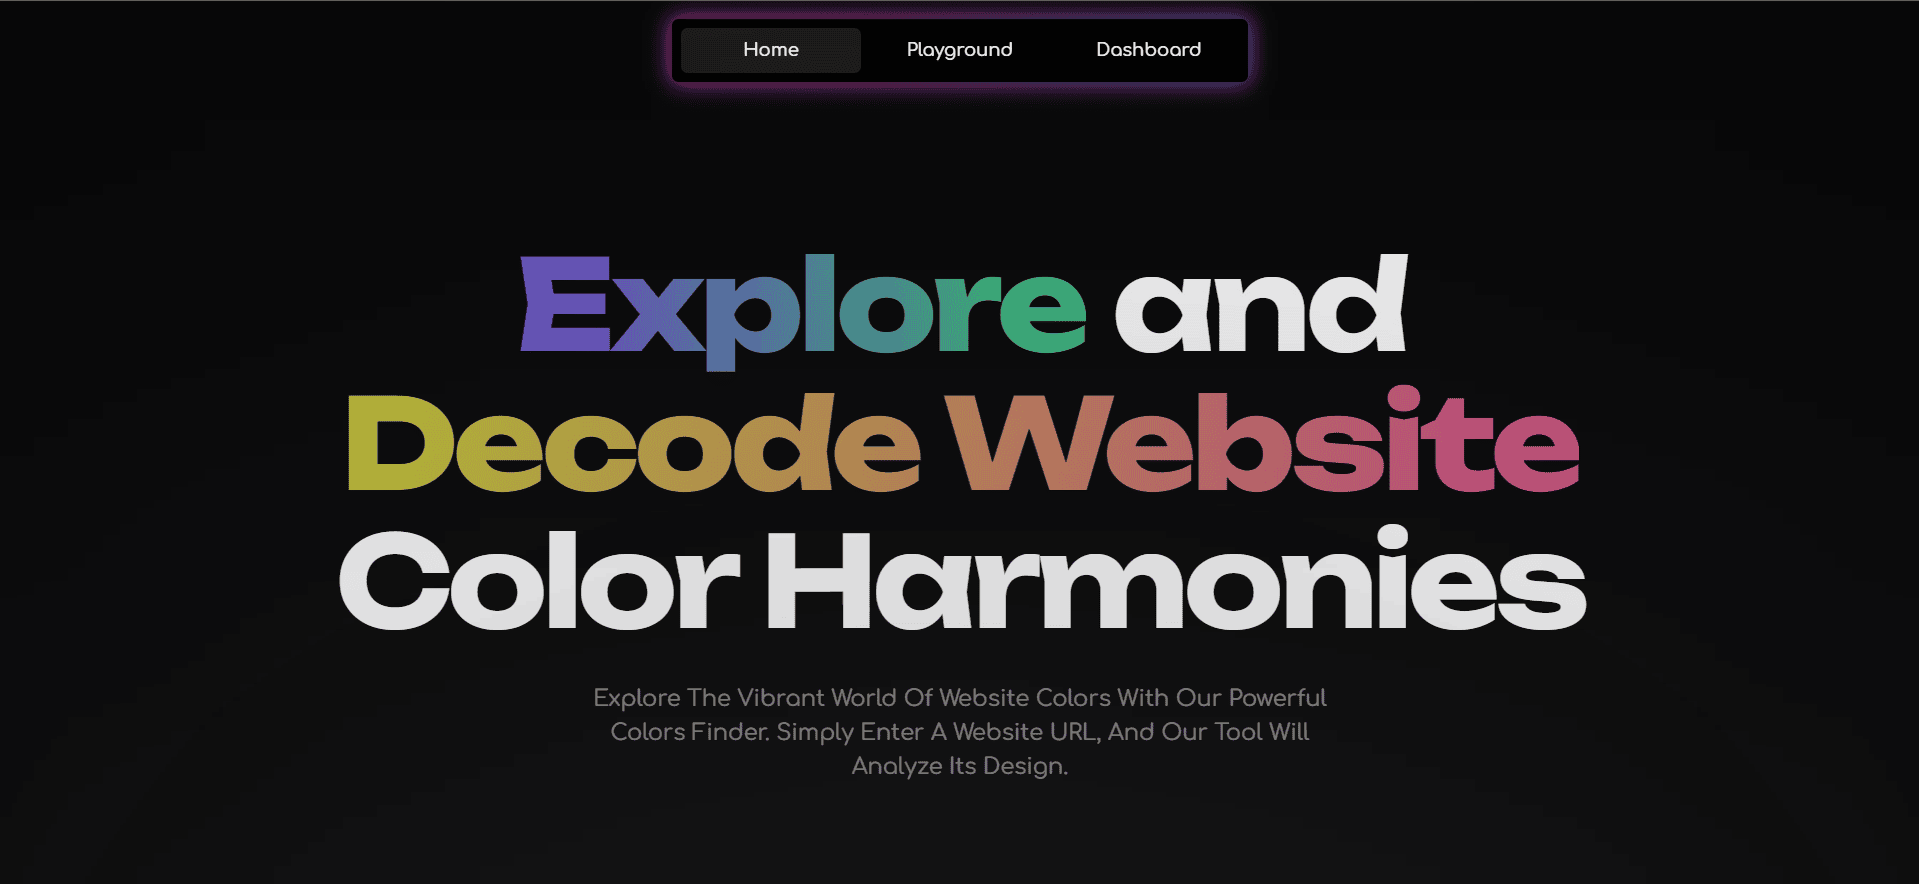 Home Playground Dashboard
Explore and
Decode Website
Color Harmonies
Explore The Vibrant World Of Website Colors With Our Powerful
Colors Finder. Simply Enter A Website URL, And Our Tool Will
Analyze Its Design.